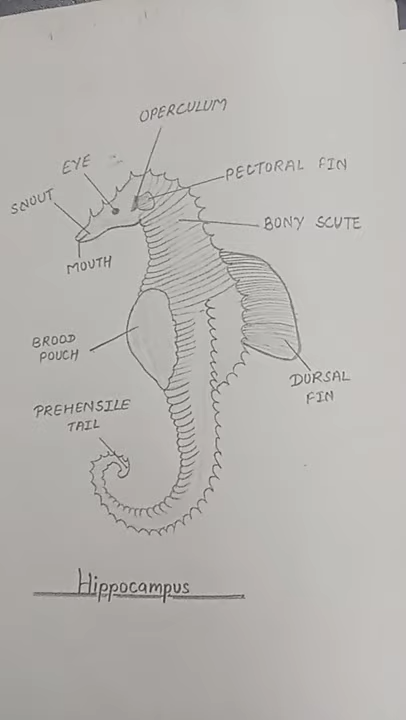 OPERCULUM
EYE
PECTORAL FIN
SNOUT
BONY SCUTE
MOUTH
BROOD
POUCH
DORSAL
FIN
PREHENSILE
TAIL
Hippocampus